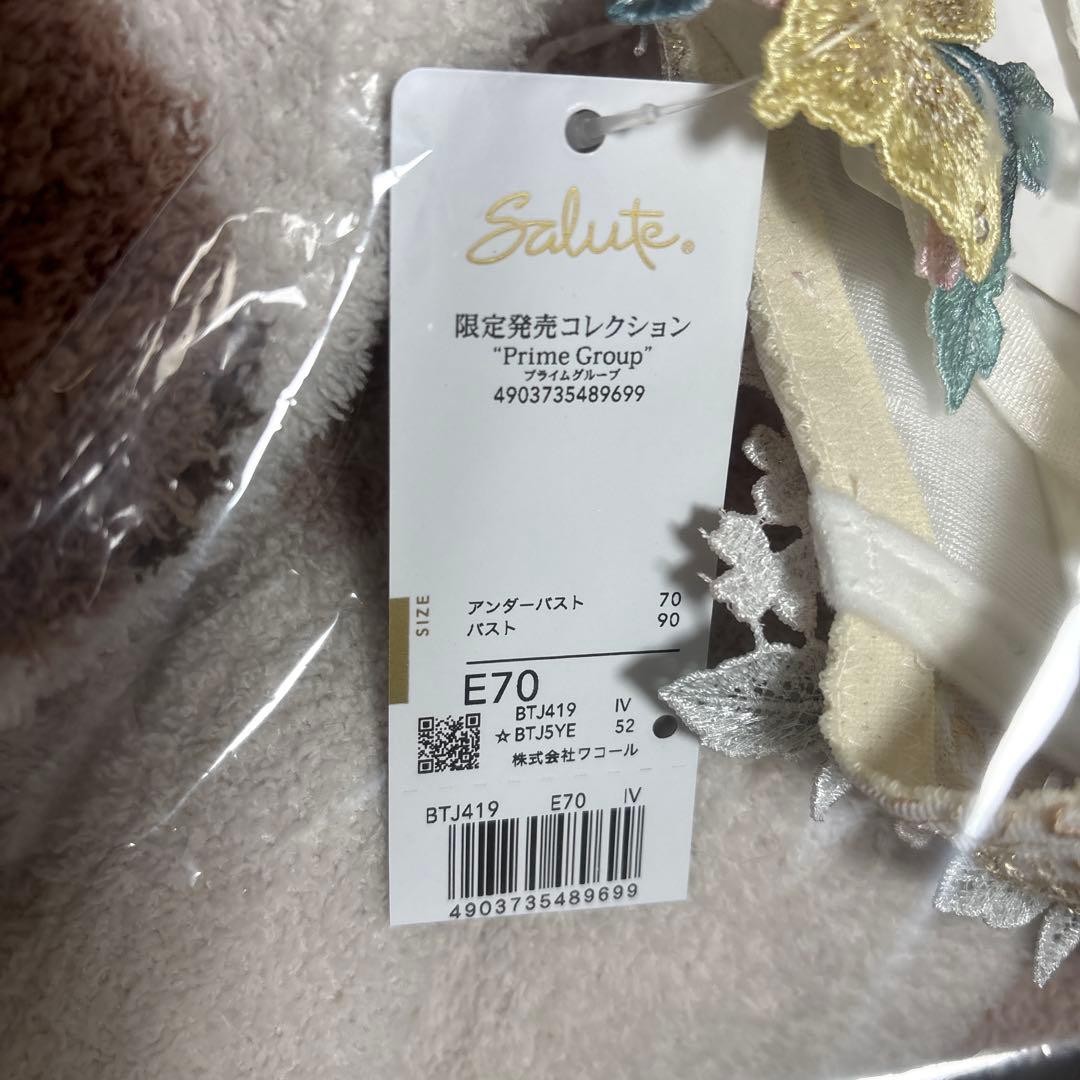 Salute®
限定発売コレクション
“Prime Group”
プライムグループ
4903735489699
SIZE
アンダーバスト 70
バスト 90
E70
BTJ419 IV
☆BTJ5YE 52
株式会社ワコール
BTJ419 E70 IV
4903735489699